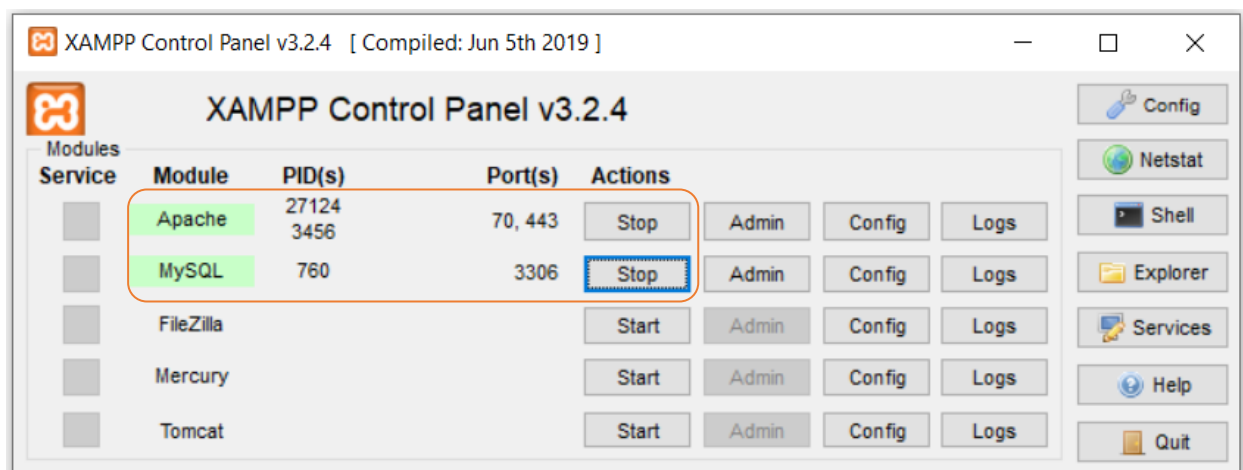 XAMPP Control Panel v3.2.4 [ Compiled: Jun 5th 2019 ]
XAMPP Control Panel v3.2.4
Config
Modules
Netstat
Service Module PID(s) Port(s) Actions
Apache 27124 3456 70, 443 Stop Admin Config Logs
Shell
MySQL 760 3306 Stop Admin Config Logs
Explorer
FileZilla Start Admin Config Logs
Services
Mercury Start Admin Config Logs
Help
Tomcat Start Admin Config Logs
Quit